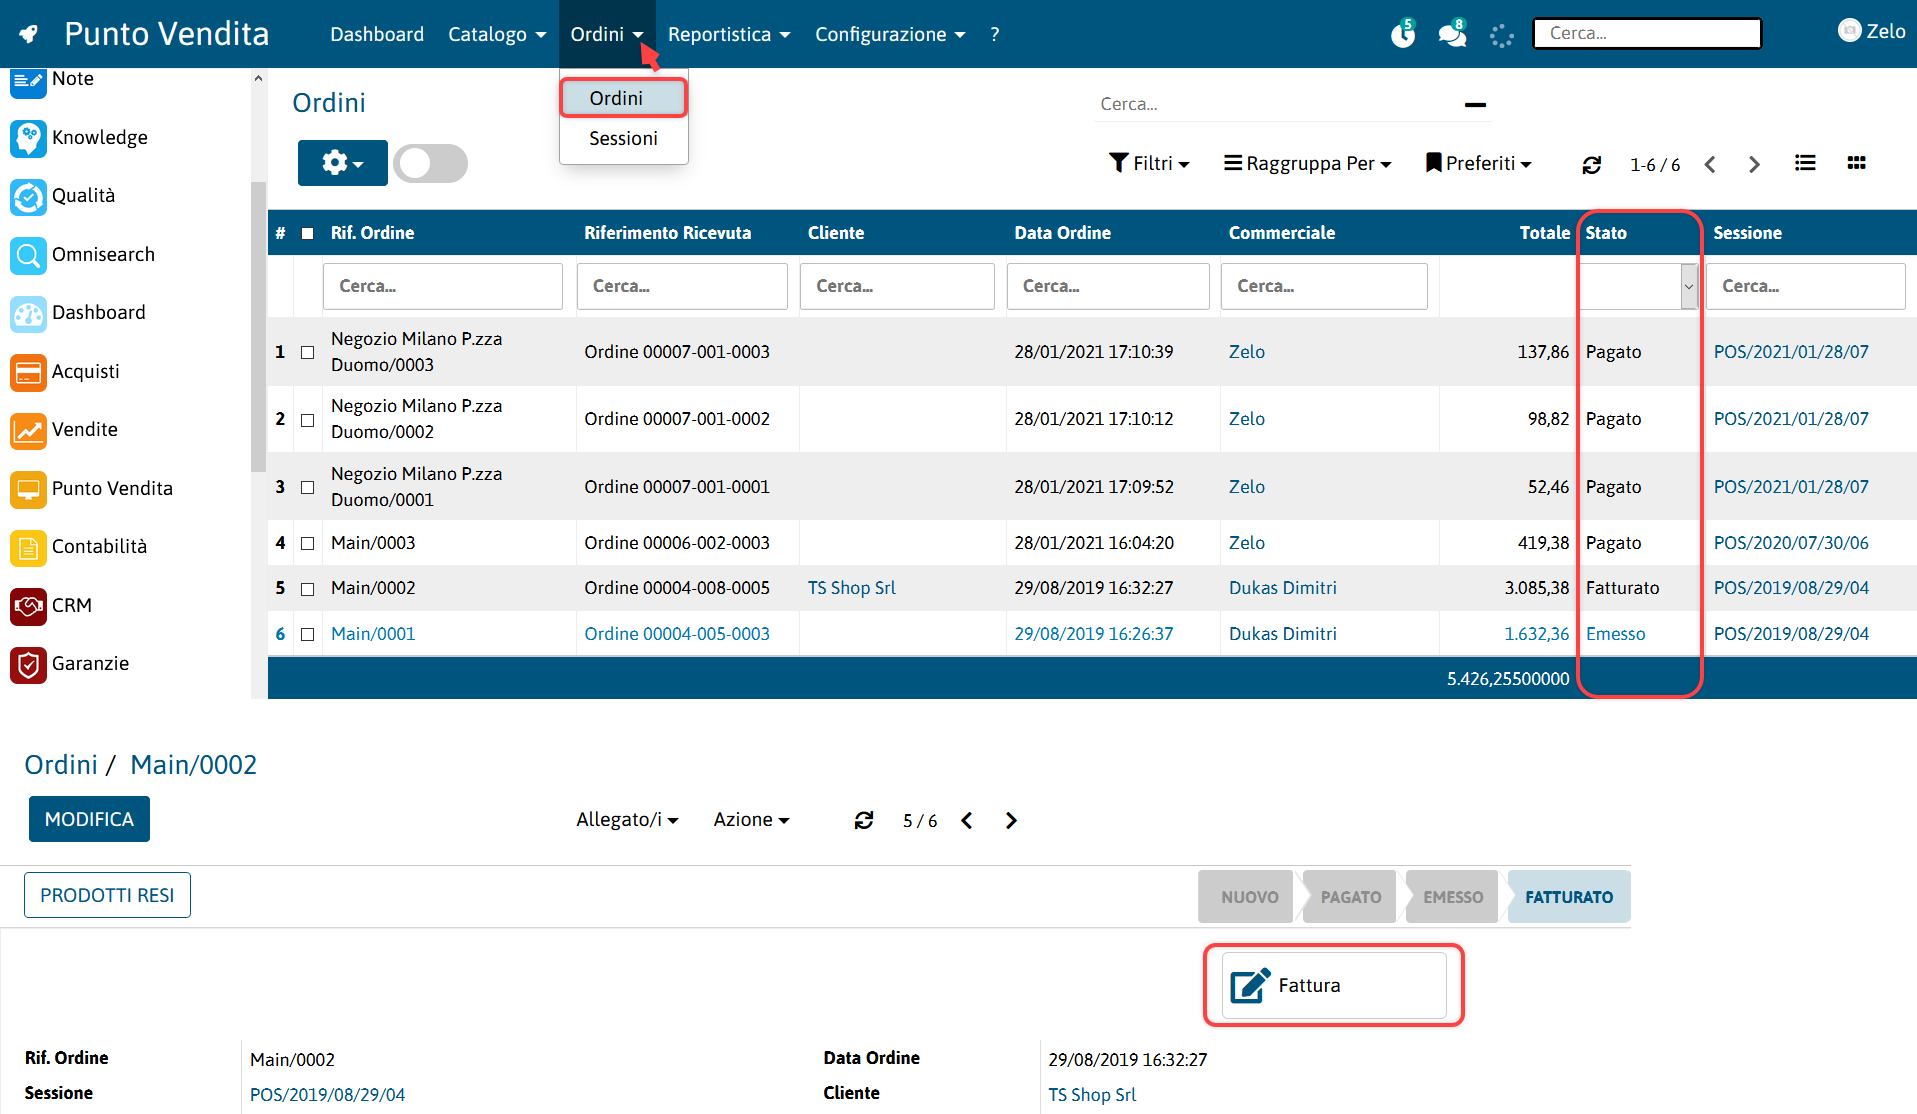 Punto Vendita
Dashboard Catalogo Ordini Reportistica Configurazione ?
5 8 Cerca... Zelo
Note
Knowledge
Qualità
Omnisearch
Dashboard
Acquisti
Vendite
Punto Vendita
Contabilità
CRM
Garanzie
Ordini
Ordini
Sessioni
Cerca...
Filtri Raggruppa Per Preferiti 1-6 / 6
# Rif. Ordine Riferimento Ricevuta Cliente Data Ordine Commerciale Totale Stato Sessione
Cerca... Cerca... Cerca... Cerca... Cerca... Cerca...
1 Negozio Milano P.zza Duomo/0003 Ordine 00007-001-0003 28/01/2021 17:10:39 Zelo 137,86 Pagato POS/2021/01/28/07
2 Negozio Milano P.zza Duomo/0002 Ordine 00007-001-0002 28/01/2021 17:10:12 Zelo 98,82 Pagato POS/2021/01/28/07
3 Negozio Milano P.zza Duomo/0001 Ordine 00007-001-0001 28/01/2021 17:09:52 Zelo 52,46 Pagato POS/2021/01/28/07
4 Main/0003 Ordine 00006-002-0003 28/01/2021 16:04:20 Zelo 419,38 Pagato POS/2020/07/30/06
5 Main/0002 Ordine 00004-008-0005 TS Shop Srl 29/08/2019 16:32:27 Dukas Dimitri 3.085,38 Fatturato POS/2019/08/29/04
6 Main/0001 Ordine 00004-005-0003 29/08/2019 16:26:37 Dukas Dimitri 1.632,36 Emesso POS/2019/08/29/04
5.426,25500000
Ordini / Main/0002
MODIFICA Allegato/i Azione 5 / 6
PRODOTTI RESI NUOVO PAGATO EMESSO FATTURATO
Fattura
Rif. Ordine Main/0002 Data Ordine 29/08/2019 16:32:27
Sessione POS/2019/08/29/04 Cliente TS Shop Srl